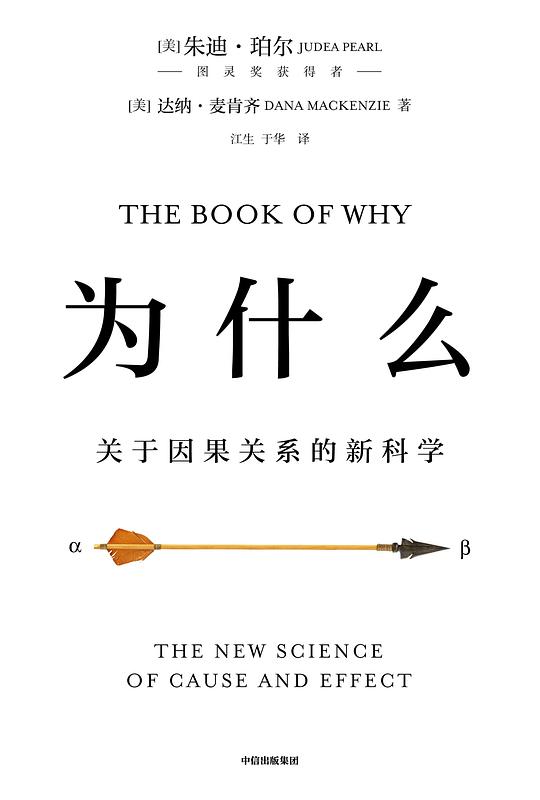 [美]朱迪·珀尔 JUDEA PEARL
图灵奖获得者
[美] 达纳·麦肯齐 DANA MACKENZIE 著
江生 于华 译
THE BOOK OF WHY
为什么
关于因果关系的新科学
α β
THE NEW SCIENCE
OF CAUSE AND EFFECT
中信出版集团